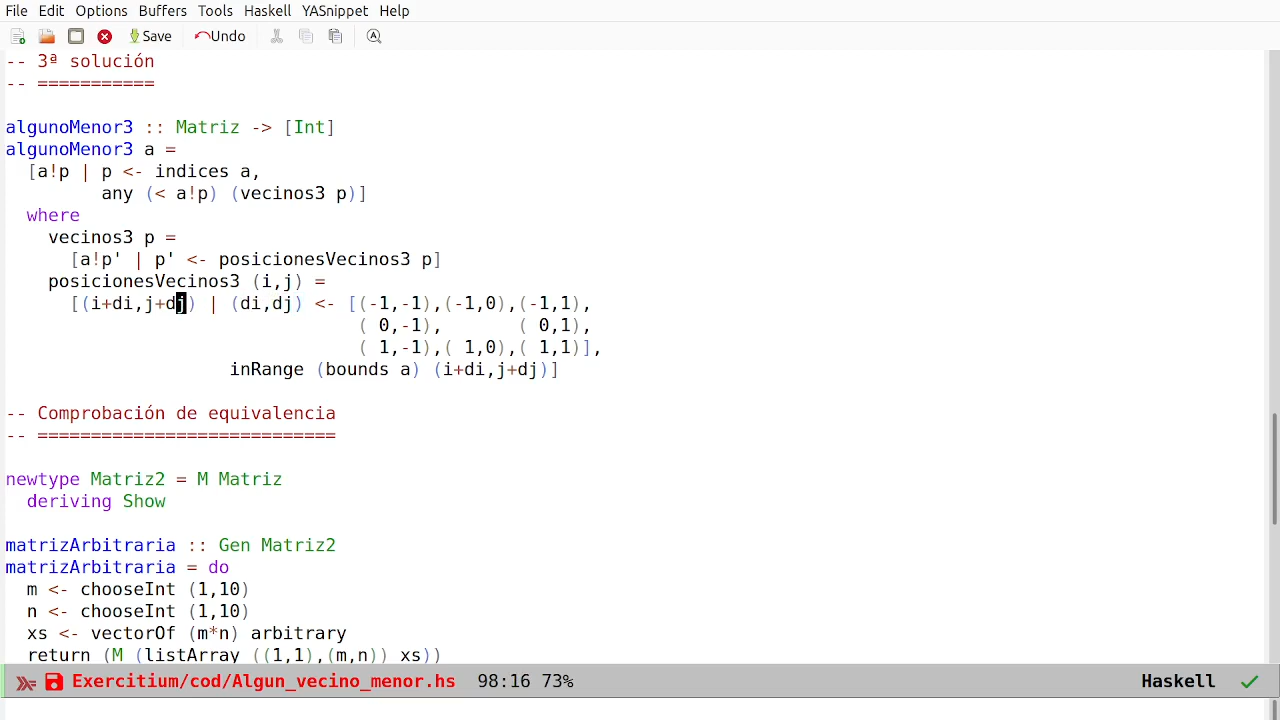 File Edit Options Buffers Tools Haskell YASnippet Help
Save Undo
-- 3ª solución
-- ===========
algunoMenor3 :: Matriz -> [Int]
algunoMenor3 a =
  [a!p | p <- indices a,
         any (< a!p) (vecinos3 p)]
  where
    vecinos3 p =
      [a!p' | p' <- posicionesVecinos3 p]
    posicionesVecinos3 (i,j) =
      [(i+di,j+dj) | (di,dj) <- [(-1,-1),(-1,0),(-1,1),
                                 ( 0,-1),       ( 0,1),
                                 ( 1,-1),( 1,0),( 1,1)],
                     inRange (bounds a) (i+di,j+dj)]
-- Comprobación de equivalencia
-- ============================
newtype Matriz2 = M Matriz
  deriving Show
matrizArbitraria :: Gen Matriz2
matrizArbitraria = do
  m <- chooseInt (1,10)
  n <- chooseInt (1,10)
  xs <- vectorOf (m*n) arbitrary
  return (M (listArray ((1,1),(m,n)) xs))
Exercitium/cod/Algun_vecino_menor.hs 98:16 73% Haskell